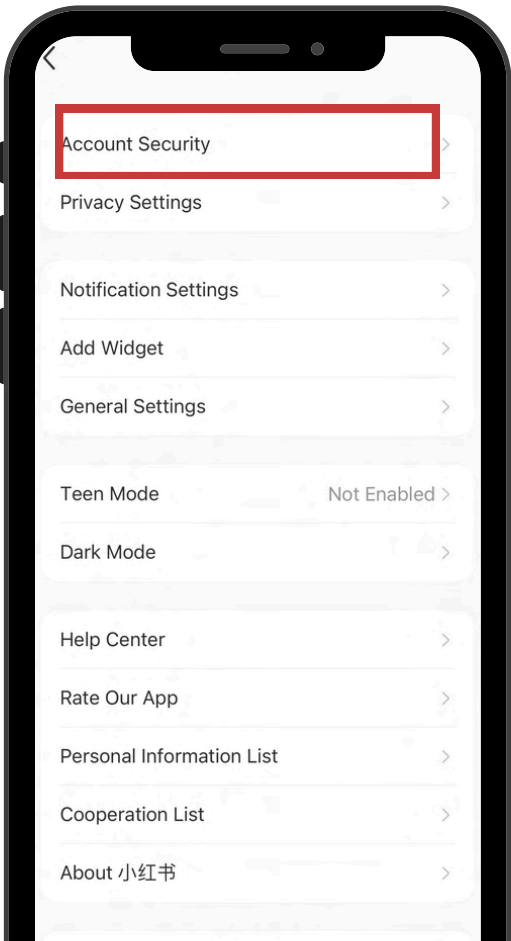 Account Security
Privacy Settings
Notification Settings
Add Widget
General Settings
Teen Mode Not Enabled
Dark Mode
Help Center
Rate Our App
Personal Information List
Cooperation List
About 小红书